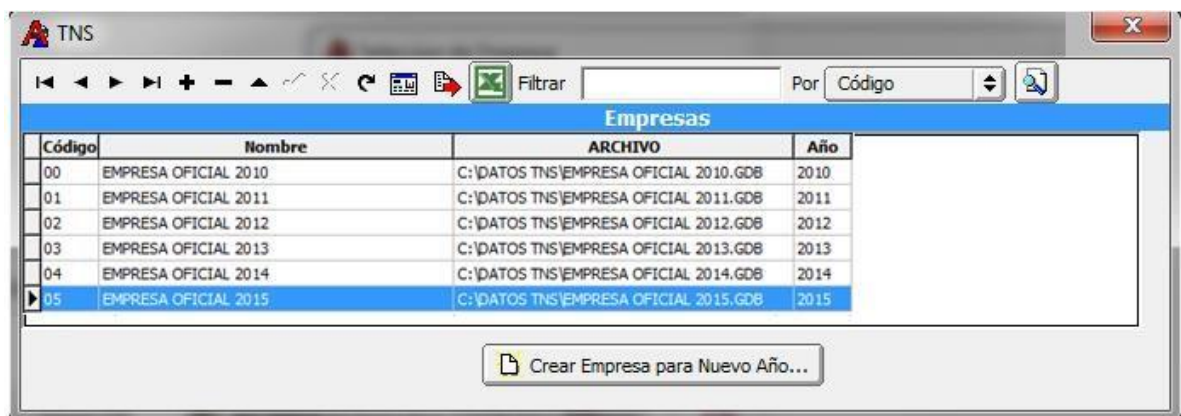 TNS
Filtrar Por Código
Empresas
Código Nombre ARCHIVO Año
00 EMPRESA OFICIAL 2010 C:\DATOS TNS\EMPRESA OFICIAL 2010.GDB 2010
01 EMPRESA OFICIAL 2011 C:\DATOS TNS\EMPRESA OFICIAL 2011.GDB 2011
02 EMPRESA OFICIAL 2012 C:\DATOS TNS\EMPRESA OFICIAL 2012.GDB 2012
03 EMPRESA OFICIAL 2013 C:\DATOS TNS\EMPRESA OFICIAL 2013.GDB 2013
04 EMPRESA OFICIAL 2014 C:\DATOS TNS\EMPRESA OFICIAL 2014.GDB 2014
05 EMPRESA OFICIAL 2015 C:\DATOS TNS\EMPRESA OFICIAL 2015.GDB 2015
Crear Empresa para Nuevo Año...